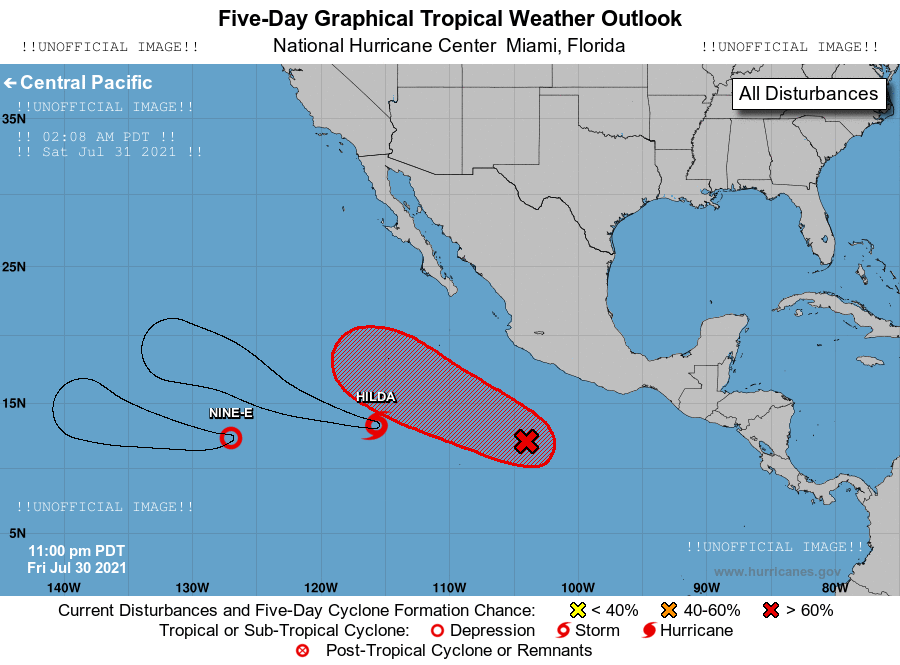 Five-Day Graphical Tropical Weather Outlook
!!UNOFFICIAL IMAGE!! National Hurricane Center  Miami, Florida !!UNOFFICIAL IMAGE!!
← Central Pacific
All Disturbances
!!UNOFFICIAL IMAGE!!
35N
!! 02:08 AM PDT !!
!! Sat Jul 31 2021 !!
25N
HILDA
15N
NINE-E
!!UNOFFICIAL IMAGE!!
5N
11:00 pm PDT
Fri Jul 30 2021
!!UNOFFICIAL IMAGE!!
www.hurricanes.gov
140W 130W 120W 110W 100W 90W 80W
Current Disturbances and Five-Day Cyclone Formation Chance: < 40% 40-60% > 60%
Tropical or Sub-Tropical Cyclone: Depression Storm Hurricane
Post-Tropical Cyclone or Remnants